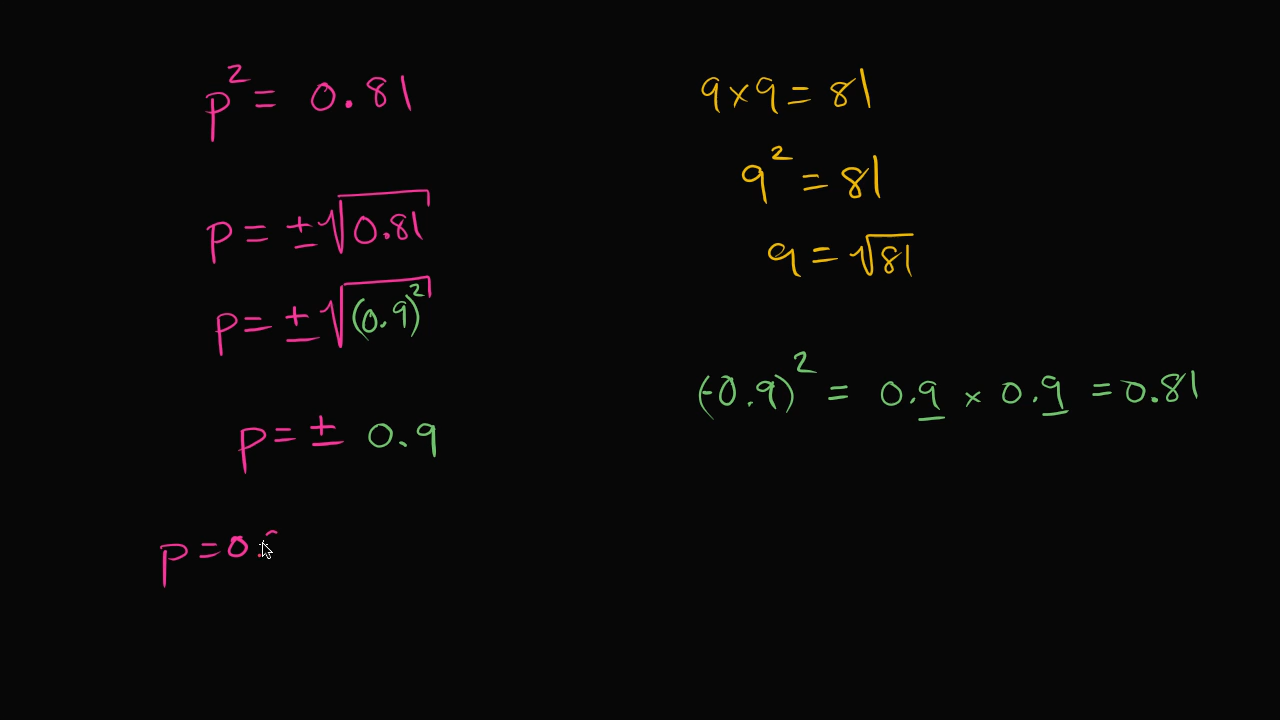 p² = 0.81
p = ±√0.81
p = ±√(0.9)²
p = ± 0.9
p = 0.
9 × 9 = 81
9² = 81
9 = √81
(-0.9)² = 0.9 × 0.9 = 0.81